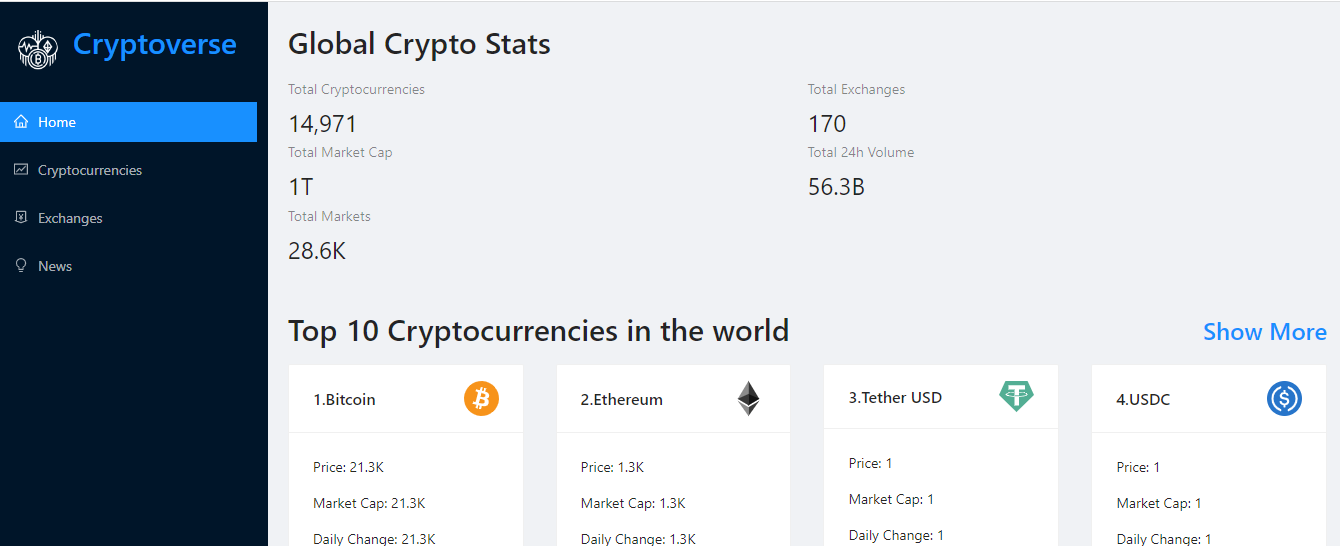 Cryptoverse
Home
Cryptocurrencies
Exchanges
News
Global Crypto Stats
Total Cryptocurrencies
14,971
Total Exchanges
170
Total Market Cap
1T
Total 24h Volume
56.3B
Total Markets
28.6K
Top 10 Cryptocurrencies in the world
Show More
1.Bitcoin
Price: 21.3K
Market Cap: 21.3K
Daily Change: 21.3K
2.Ethereum
Price: 1.3K
Market Cap: 1.3K
Daily Change: 1.3K
3.Tether USD
Price: 1
Market Cap: 1
Daily Change: 1
4.USDC
Price: 1
Market Cap: 1
Daily Change: 1